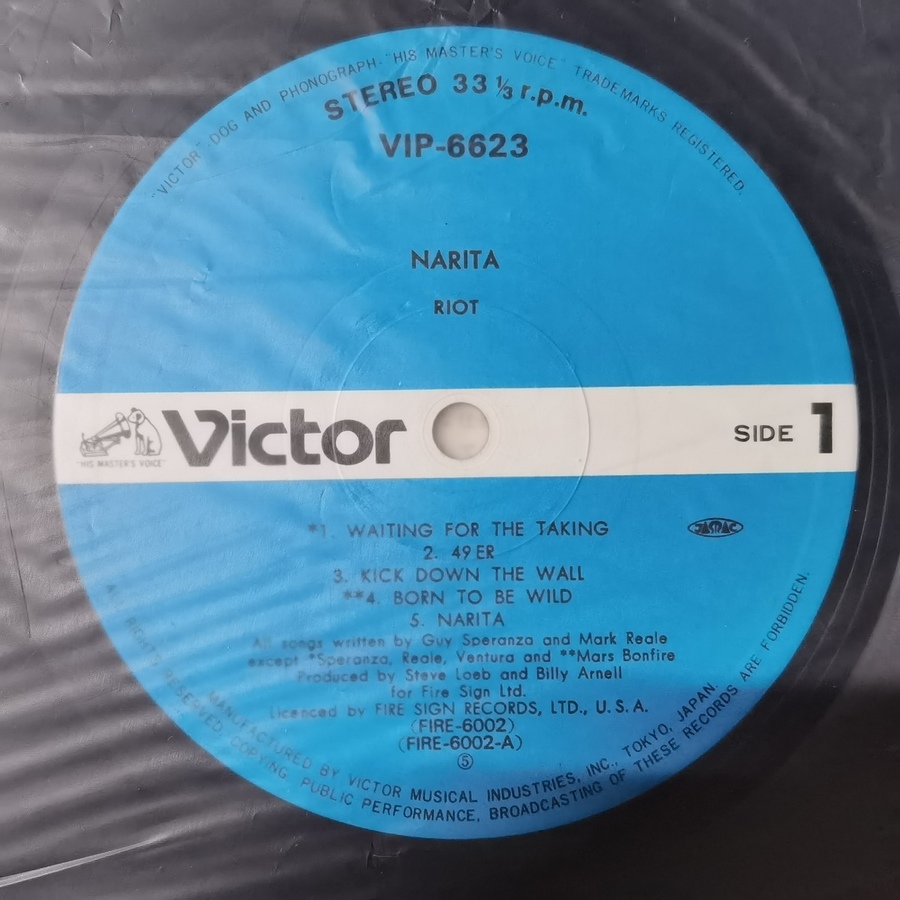 "VICTOR" DOG AND PHONOGRAPH-"HIS MASTER'S VOICE" TRADEMARKS REGISTERED.
STEREO 33 1/3 r.p.m.
VIP-6623
NARITA
RIOT
"HIS MASTER'S VOICE"
Victor
SIDE 1
*1. WAITING FOR THE TAKING
JASRAC
2. 49 ER
3. KICK DOWN THE WALL
**4. BORN TO BE WILD
5. NARITA
All songs written by Guy Speranza and Mark Reale
except *Speranza, Reale, Ventura and **Mars Bonfire
Produced by Steve Loeb and Billy Arnell
for Fire Sign Ltd.
Licenced by FIRE SIGN RECORDS, LTD., U.S.A.
(FIRE-6002)
(FIRE-6002-A)
⑤
MANUFACTURED BY VICTOR MUSICAL INDUSTRIES, INC., TOKYO, JAPAN.
ALL RIGHTS RESERVED. COPYING, PUBLIC PERFORMANCE, BROADCASTING OF THESE RECORDS ARE FORBIDDEN.